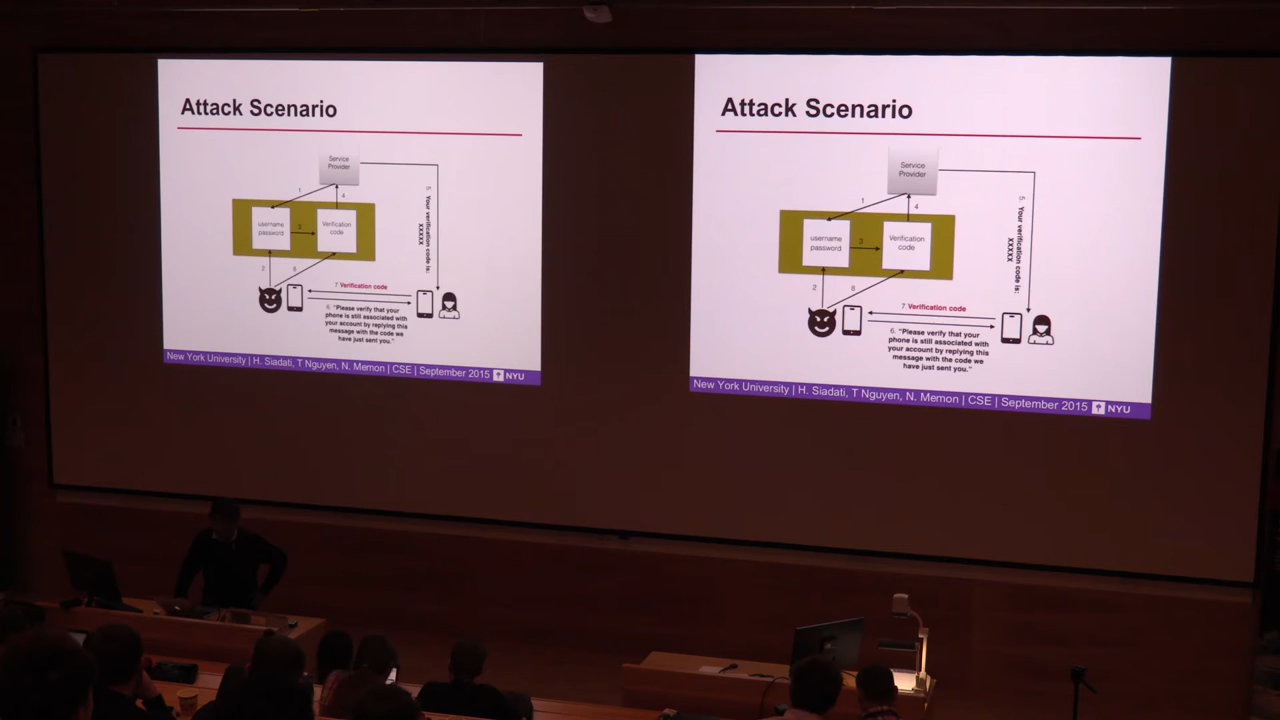 Attack Scenario
Service
Provider
1
4
5. Your verification code is:
XXXXX
username
password
3
Verification
code
2
8
7 Verification code
6. "Please verify that your
phone is still associated with
your account by replying this
message with the code we
have just sent you."
New York University | H. Siadati, T Nguyen, N. Memon | CSE | September 2015 NYU
Attack Scenario
Service
Provider
1
4
5. Your verification code is:
XXXXX
username
password
3
Verification
code
2
8
7 Verification code
6. "Please verify that your
phone is still associated with
your account by replying this
message with the code we
have just sent you."
New York University | H. Siadati, T Nguyen, N. Memon | CSE | September 2015 NYU